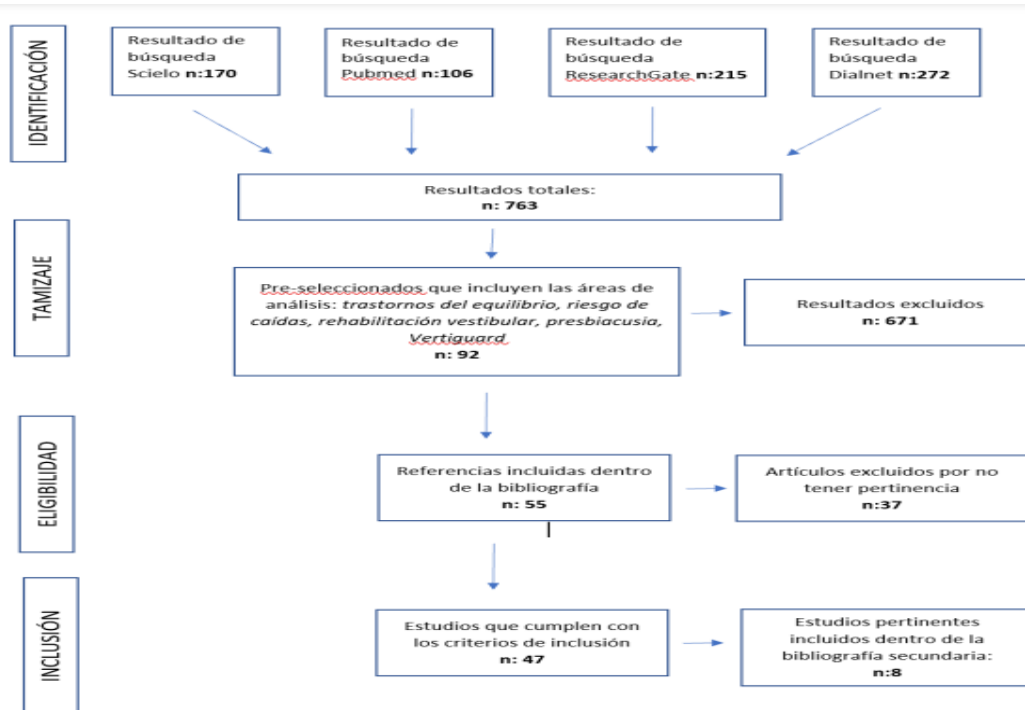 IDENTIFICACIÓN
Resultado de
búsqueda
Scielo n:170
Resultado de
búsqueda
Pubmed n:106
Resultado de
búsqueda
ResearchGate n:215
Resultado de
búsqueda
Dialnet n:272
Resultados totales:
n: 763
TAMIZAJE
Pre-seleccionados que incluyen las áreas de
análisis: trastornos del equilibrio, riesgo de
caídas, rehabilitación vestibular, presbiacusia,
Vertiguard
n: 92
Resultados excluidos
n: 671
ELIGIBILIDAD
Referencias incluidas dentro
de la bibliografía
n: 55
Artículos excluidos por no
tener pertinencia
n:37
INCLUSIÓN
Estudios que cumplen con
los criterios de inclusión
n: 47
Estudios pertinentes
incluidos dentro de la
bibliografía secundaria:
n:8